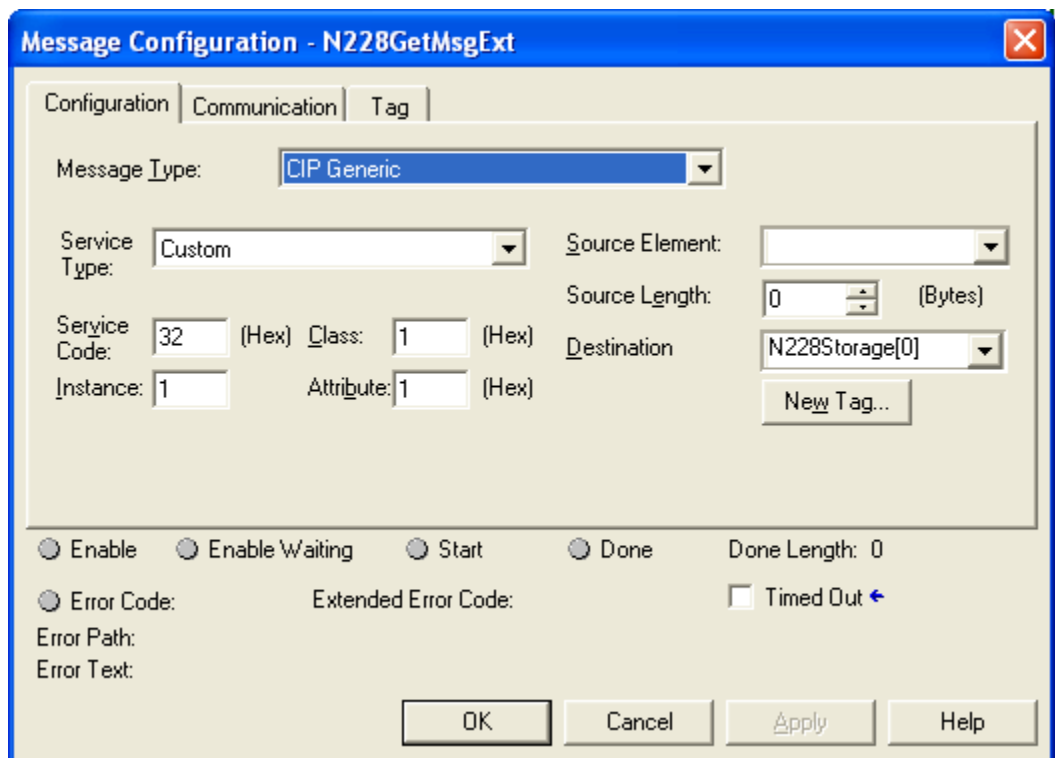 Message Configuration - N228GetMsgExt
Configuration Communication Tag
Message Type: CIP Generic
Service Type: Custom
Source Element:
Source Length: 0 (Bytes)
Service Code: 32 (Hex) Class: 1 (Hex)
Destination N228Storage[0]
Instance: 1 Attribute: 1 (Hex)
New Tag...
Enable Enable Waiting Start Done Done Length: 0
Error Code: Extended Error Code: Timed Out
Error Path:
Error Text:
OK Cancel Apply Help